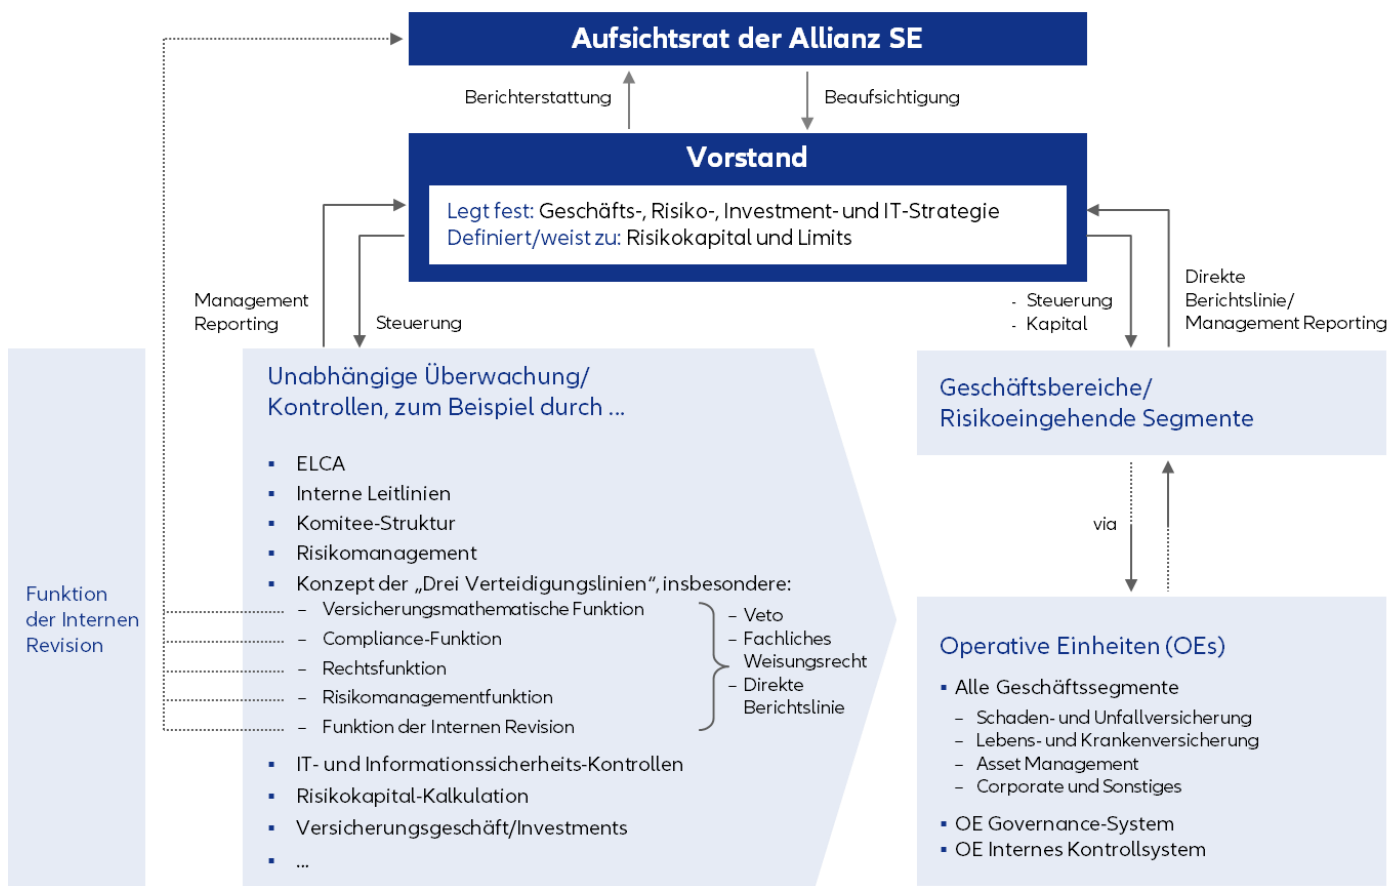 Aufsichtsrat der Allianz SE
Berichterstattung
Beaufsichtigung
Vorstand
Legt fest: Geschäfts-, Risiko-, Investment- und IT-Strategie
Definiert/weist zu: Risikokapital und Limits
Management
Reporting
Steuerung
- Steuerung
- Kapital
Direkte
Berichtslinie/
Management Reporting
Funktion
der Internen
Revision
Unabhängige Überwachung/
Kontrollen, zum Beispiel durch ...
▪ ELCA
▪ Interne Leitlinien
▪ Komitee-Struktur
▪ Risikomanagement
▪ Konzept der „Drei Verteidigungslinien“, insbesondere:
– Versicherungsmathematische Funktion
– Compliance-Funktion
– Rechtsfunktion
– Risikomanagementfunktion
– Funktion der Internen Revision
– Veto
– Fachliches
Weisungsrecht
– Direkte
Berichtslinie
▪ IT- und Informationssicherheits-Kontrollen
▪ Risikokapital-Kalkulation
▪ Versicherungsgeschäft/Investments
▪ ...
Geschäftsbereiche/
Risikoeingehende Segmente
via
Operative Einheiten (OEs)
▪ Alle Geschäftssegmente
– Schaden- und Unfallversicherung
– Lebens- und Krankenversicherung
– Asset Management
– Corporate und Sonstiges
▪ OE Governance-System
▪ OE Internes Kontrollsystem